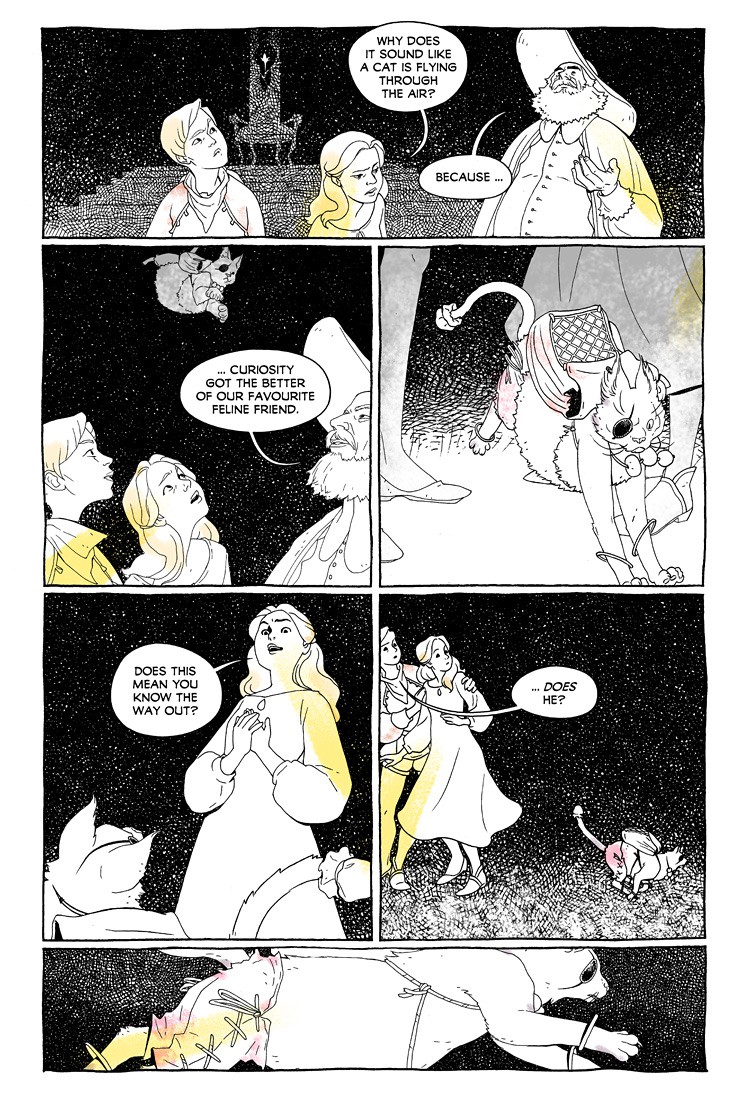 WHY DOES
IT SOUND LIKE
A CAT IS FLYING
THROUGH
THE AIR?
BECAUSE ...
... CURIOSITY
GOT THE BETTER
OF OUR FAVOURITE
FELINE FRIEND.
DOES THIS
MEAN YOU
KNOW THE
WAY OUT?
... DOES
HE?